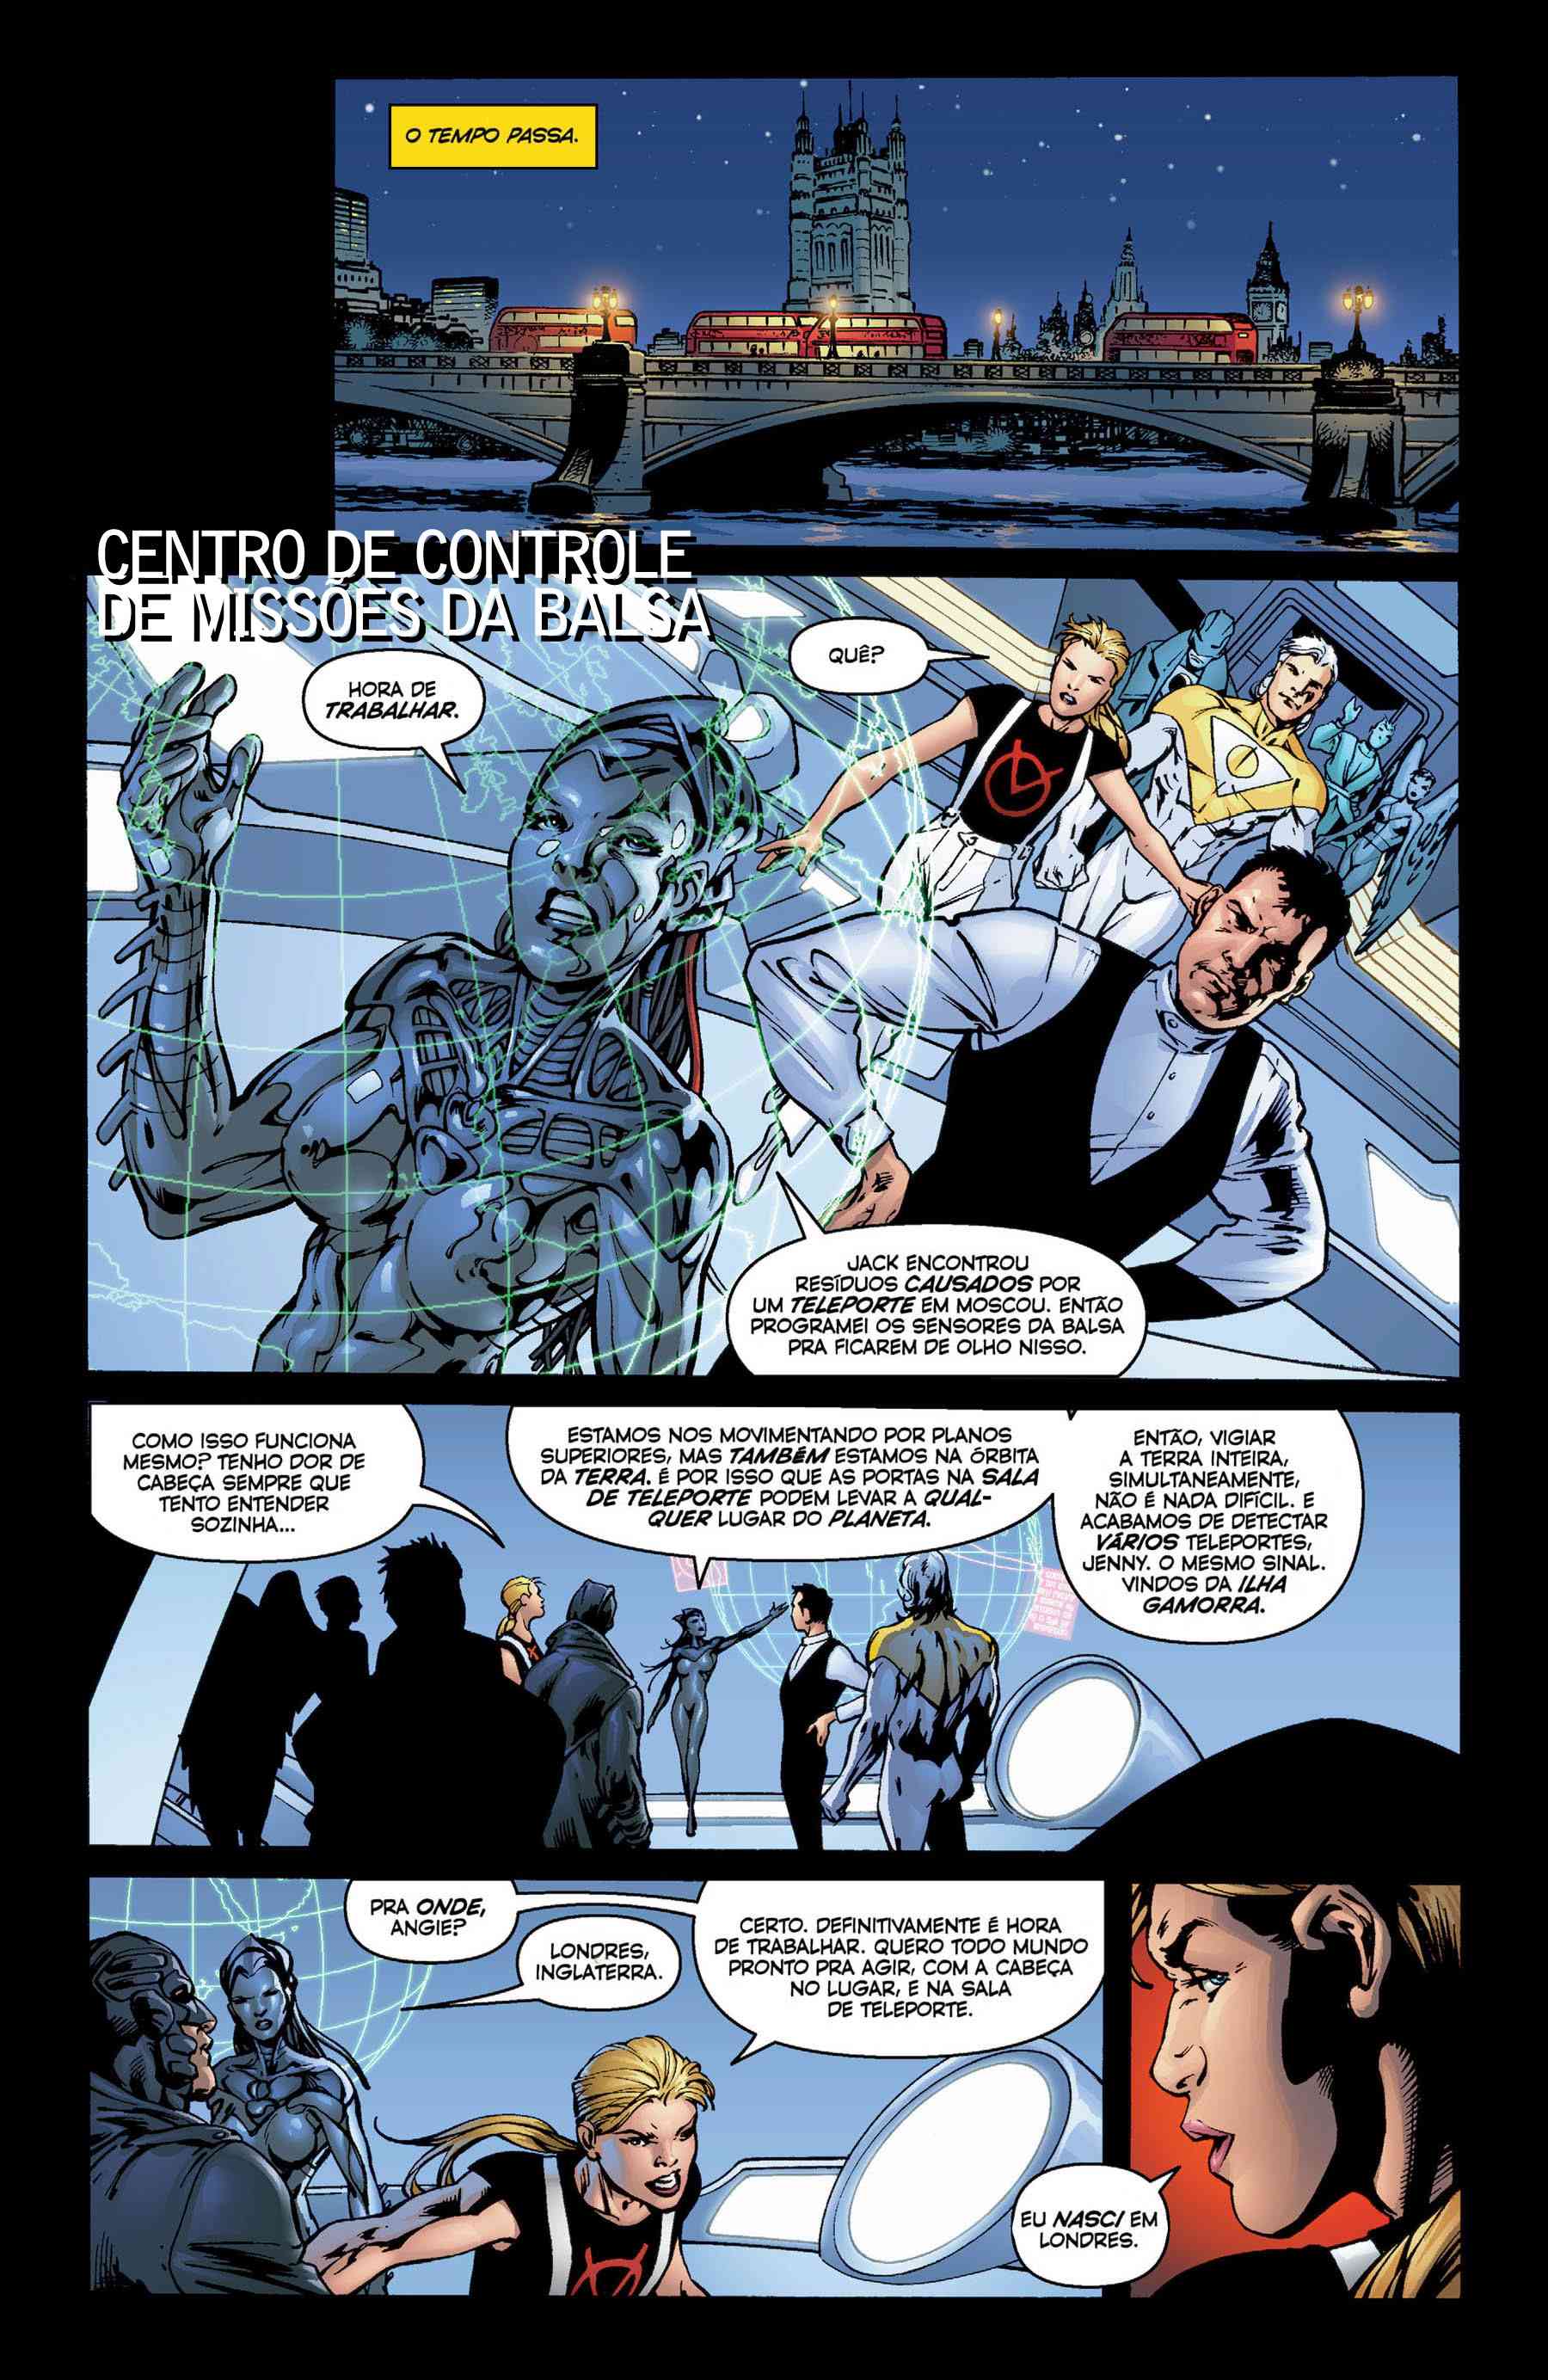 O TEMPO PASSA.
CENTRO DE CONTROLE
DE MISSÕES DA BALSA
HORA DE
TRABALHAR.
QUÊ?
JACK ENCONTROU
RESÍDUOS CAUSADOS POR
UM TELEPORTE EM MOSCOU. ENTÃO
PROGRAMEI OS SENSORES DA BALSA
PRA FICAREM DE OLHO NISSO.
COMO ISSO FUNCIONA
MESMO? TENHO DOR DE
CABEÇA SEMPRE QUE
TENTO ENTENDER
SOZINHA...
ESTAMOS NOS MOVIMENTANDO POR PLANOS
SUPERIORES, MAS TAMBÉM ESTAMOS NA ÓRBITA
DA TERRA. É POR ISSO QUE AS PORTAS NA SALA
DE TELEPORTE PODEM LEVAR A QUAL-
QUER LUGAR DO PLANETA.
ENTÃO, VIGIAR
A TERRA INTEIRA,
SIMULTANEAMENTE,
NÃO É NADA DIFÍCIL. E
ACABAMOS DE DETECTAR
VÁRIOS TELEPORTES,
JENNY. O MESMO SINAL.
VINDOS DA ILHA
GAMORRA.
PRA ONDE,
ANGIE?
LONDRES,
INGLATERRA.
CERTO. DEFINITIVAMENTE É HORA
DE TRABALHAR. QUERO TODO MUNDO
PRONTO PRA AGIR, COM A CABEÇA
NO LUGAR, E NA SALA
DE TELEPORTE.
EU NASCI EM
LONDRES.